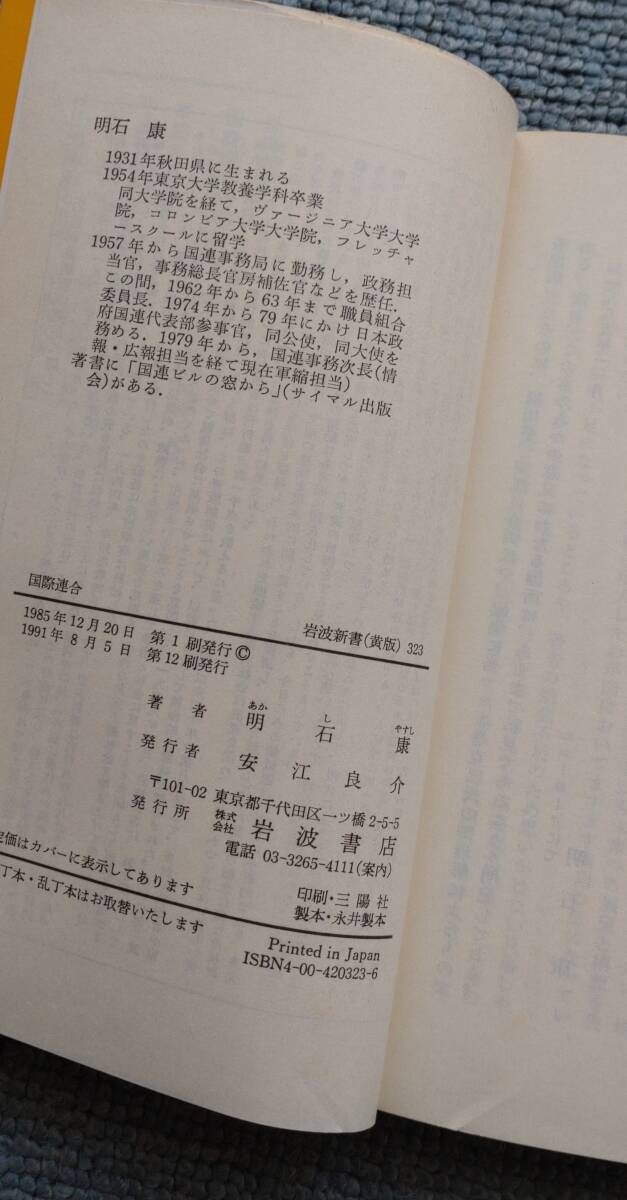 明石 康
1931年秋田県に生まれる
1954年東京大学教養学科卒業
同大学院を経て，ヴァージニア大学大学
院，コロンビア大学大学院，フレッチャ
ースクールに留学
1957年から国連事務局に勤務し，政務担
当官，事務総長官房補佐官などを歴任．
この間，1962年から63年まで職員組合
委員長．1974年から79年にかけ日本政
府国連代表部参事官，同公使，同大使を
務める．1979年から，国連事務次長(情
報・広報担当を経て現在軍縮担当)
著書に「国連ビルの窓から」(サイマル出版
会)がある．
国際連合
岩波新書(黄版) 323
1985年12月20日 第1刷発行©
1991年8月5日 第12刷発行
著者 明石康
あか し やすし
発行者 安江良介
〒101-02 東京都千代田区一ツ橋2-5-5
発行所 株式会社 岩波書店
電話 03-3265-4111(案内)
定価はカバーに表示してあります
丁本・乱丁本はお取替いたします
印刷・三陽社
製本・永井製本
Printed in Japan
ISBN4-00-420323-6